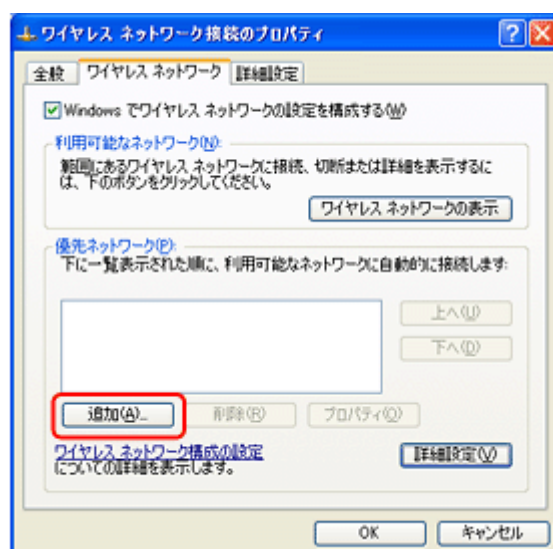 ワイヤレス ネットワーク接続のプロパティ
全般 ワイヤレス ネットワーク 詳細設定
Windows でワイヤレス ネットワークの設定を構成する(W)
利用可能なネットワーク(N):
範囲にあるワイヤレス ネットワークに接続、切断または詳細を表示するに
は、下のボタンをクリックしてください。
ワイヤレス ネットワークの表示
優先ネットワーク(P):
下に一覧表示された順に、利用可能なネットワークに自動的に接続します:
上へ(U)
下へ(D)
追加(A)... 削除(R) プロパティ(O)
ワイヤレス ネットワーク構成の設定
についての詳細を表示します。
詳細設定(V)
OK キャンセル